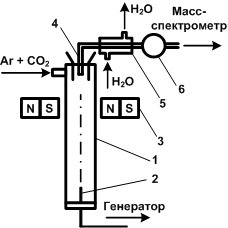 4
H₂O
Масс-
спектрометр
Ar + CO₂
H₂O
5
6
N S
N S
3
1
2
Генератор